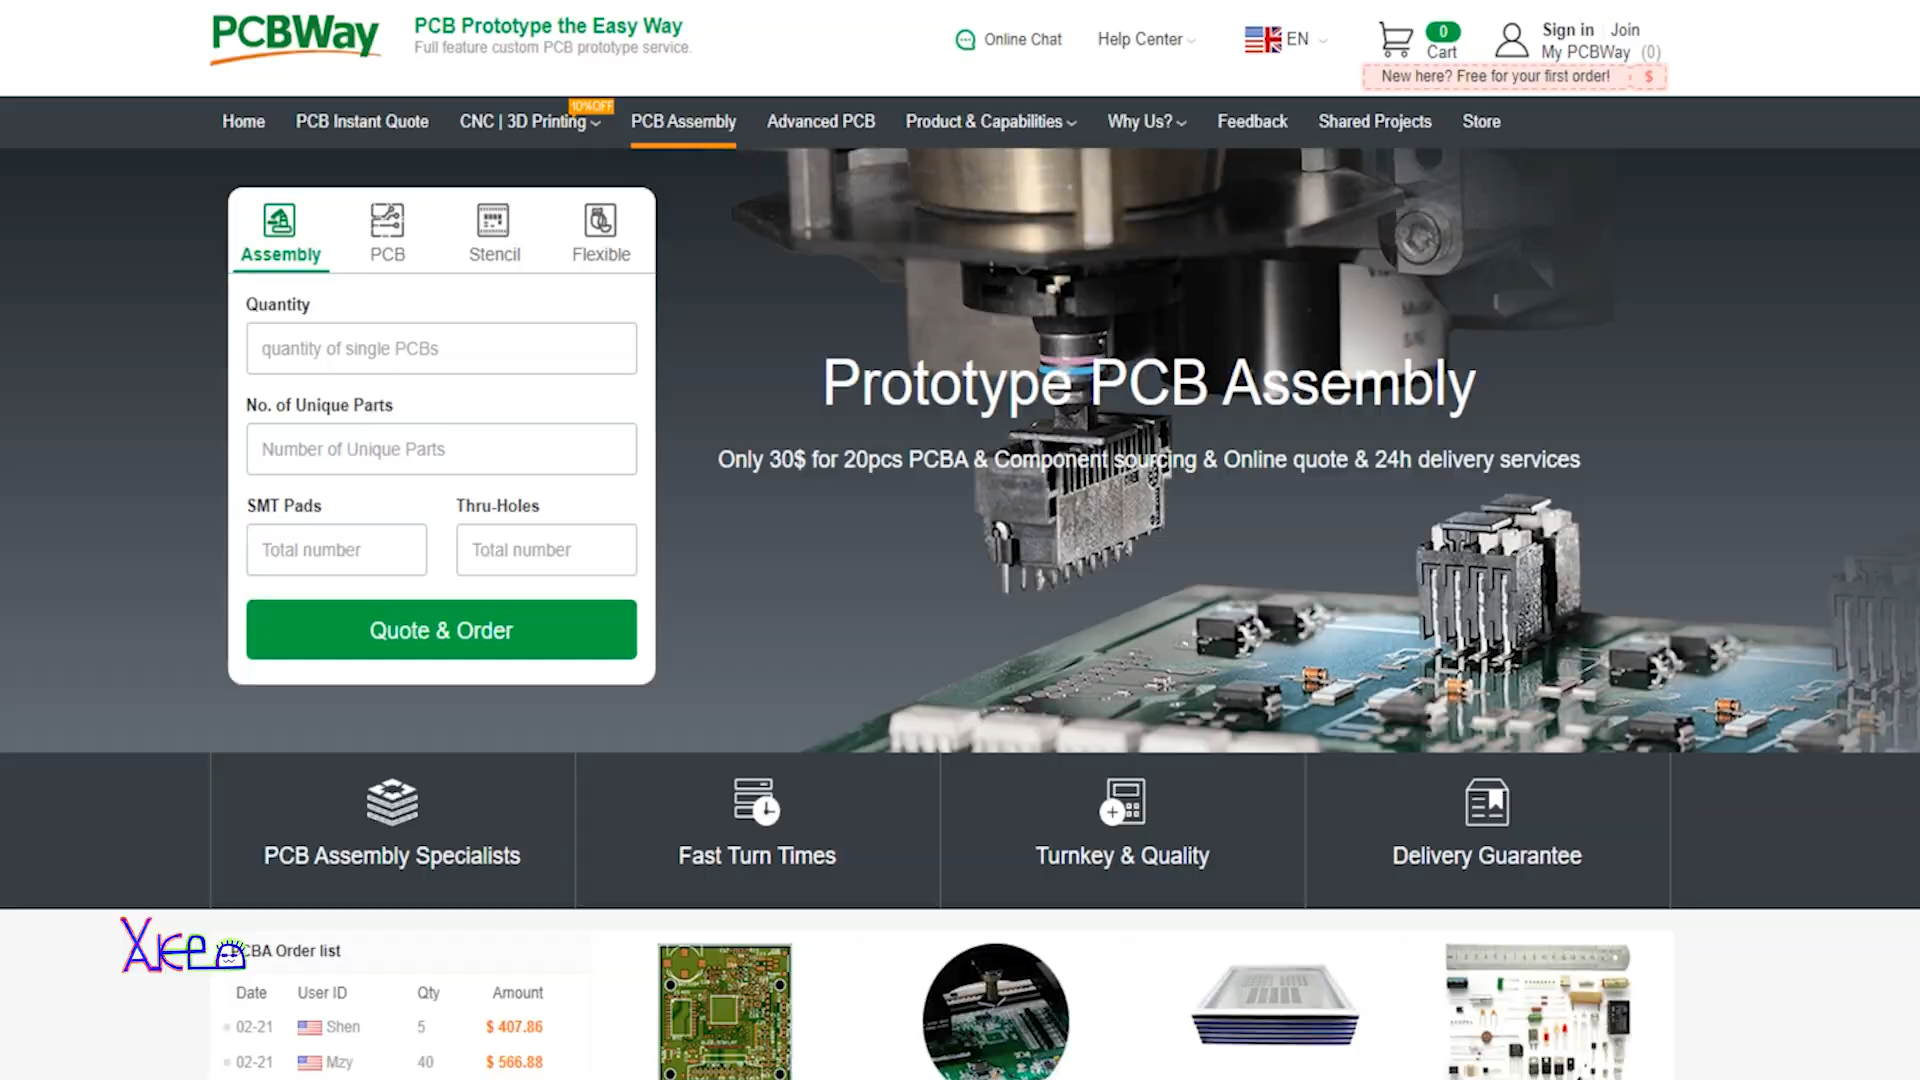 PCBWay
PCB Prototype the Easy Way
Full feature custom PCB prototype service.
Online Chat
Help Center
EN
0
Cart
Sign in
Join
My PCBWay (0)
New here? Free for your first order! $
10%OFF
Home
PCB Instant Quote
CNC | 3D Printing
PCB Assembly
Advanced PCB
Product & Capabilities
Why Us?
Feedback
Shared Projects
Store
Assembly
PCB
Stencil
Flexible
Quantity
quantity of single PCBs
No. of Unique Parts
Number of Unique Parts
SMT Pads
Thru-Holes
Total number
Total number
Quote & Order
Prototype PCB Assembly
Only 30$ for 20pcs PCBA & Component sourcing & Online quote & 24h delivery services
PCB Assembly Specialists
Fast Turn Times
Turnkey & Quality
Delivery Guarantee
PCBA Order list
Date User ID Qty Amount
02-21 Shen 5 $ 407.86
02-21 Mzy 40 $ 566.88